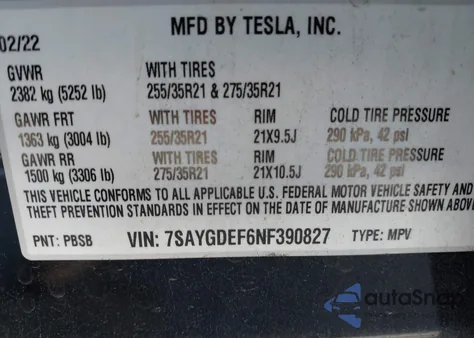 02/22
MFD BY TESLA, INC.
GVWR WITH TIRES
2382 kg (5252 lb) 255/35R21 & 275/35R21
GAWR FRT WITH TIRES RIM COLD TIRE PRESSURE
1363 kg (3004 lb) 255/35R21 21X9.5J 290 kPa, 42 psi
GAWR RR WITH TIRES RIM COLD TIRE PRESSURE
1500 kg (3306 lb) 275/35R21 21X10.5J 290 kPa, 42 psi
THIS VEHICLE CONFORMS TO ALL APPLICABLE U.S. FEDERAL MOTOR VEHICLE SAFETY AND
THEFT PREVENTION STANDARDS IN EFFECT ON THE DATE OF MANUFACTURE SHOWN ABOVE
PNT: PBSB VIN: 7SAYGDEF6NF390827 TYPE: MPV
autoSnap